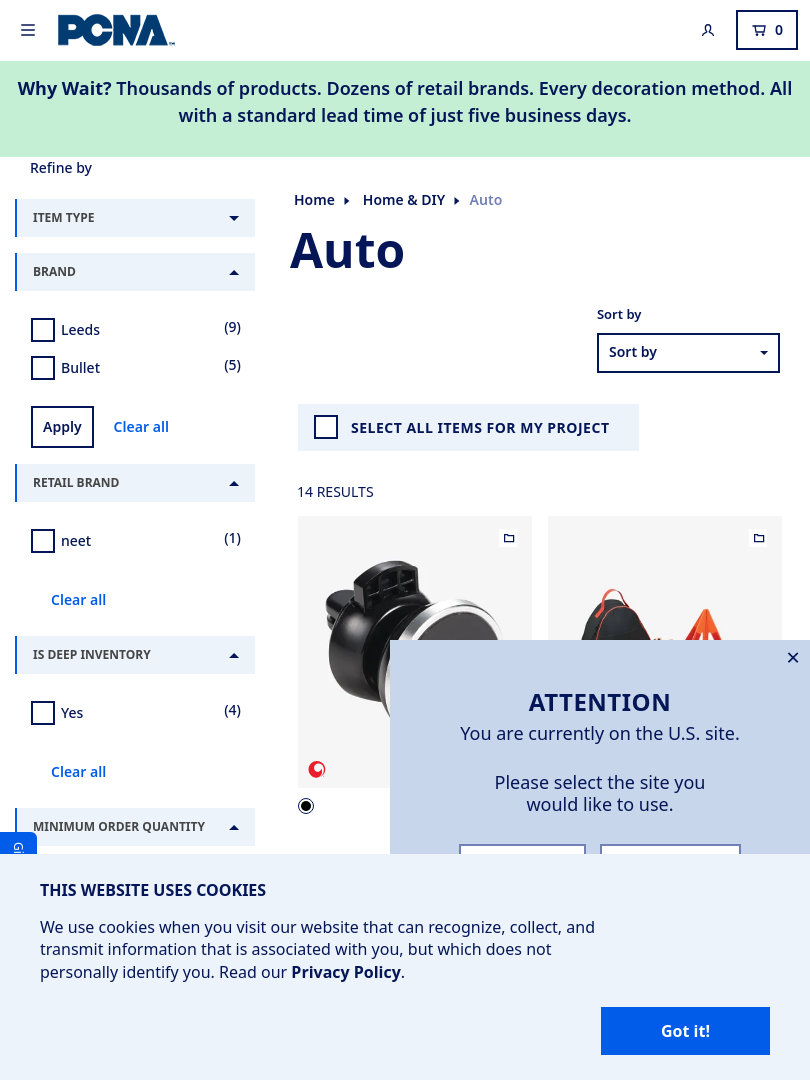 PCNA
0
Why Wait? Thousands of products. Dozens of retail brands. Every decoration method. All
with a standard lead time of just five business days.
Refine by
ITEM TYPE
BRAND
Leeds (9)
Bullet (5)
Apply Clear all
RETAIL BRAND
neet (1)
Clear all
IS DEEP INVENTORY
Yes (4)
Clear all
MINIMUM ORDER QUANTITY
Home Home & DIY Auto
Auto
Sort by
Sort by
SELECT ALL ITEMS FOR MY PROJECT
14 RESULTS
ATTENTION
You are currently on the U.S. site.
Please select the site you
would like to use.
THIS WEBSITE USES COOKIES
We use cookies when you visit our website that can recognize, collect, and
transmit information that is associated with you, but which does not
personally identify you. Read our Privacy Policy.
Got it!